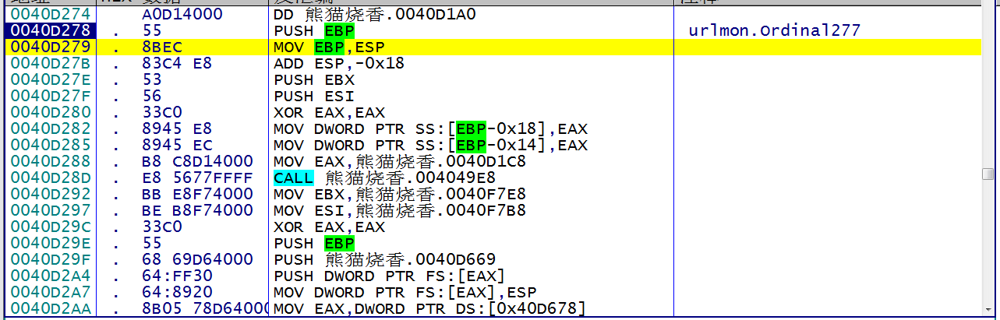 0040D274 . A0D14000 DD 熊猫烧香.0040D1A0
0040D278 . 55 PUSH EBP urlmon.Ordinal277
0040D279 . 8BEC MOV EBP,ESP
0040D27B . 83C4 E8 ADD ESP,-0x18
0040D27E . 53 PUSH EBX
0040D27F . 56 PUSH ESI
0040D280 . 33C0 XOR EAX,EAX
0040D282 . 8945 E8 MOV DWORD PTR SS:[EBP-0x18],EAX
0040D285 . 8945 EC MOV DWORD PTR SS:[EBP-0x14],EAX
0040D288 . B8 C8D14000 MOV EAX,熊猫烧香.0040D1C8
0040D28D . E8 5677FFFF CALL 熊猫烧香.004049E8
0040D292 . BB E8F74000 MOV EBX,熊猫烧香.0040F7E8
0040D297 . BE B8F74000 MOV ESI,熊猫烧香.0040F7B8
0040D29C . 33C0 XOR EAX,EAX
0040D29E . 55 PUSH EBP
0040D29F . 68 69D64000 PUSH 熊猫烧香.0040D669
0040D2A4 . 64:FF30 PUSH DWORD PTR FS:[EAX]
0040D2A7 . 64:8920 MOV DWORD PTR FS:[EAX],ESP
0040D2AA . 8B05 78D64000 MOV EAX,DWORD PTR DS:[0x40D678]